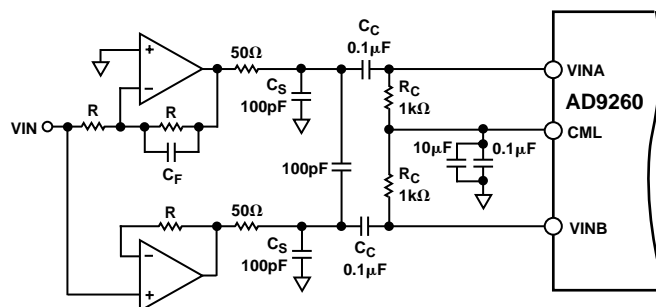 C_C
0.1µF
50Ω
VINA
+
C_S
100pF
R_C
1kΩ
AD9260
–
R
R
VIN
CML
10µF
0.1µF
C_F
100pF
R_C
1kΩ
R
50Ω
VINB
–
C_S
100pF
C_C
0.1µF
+